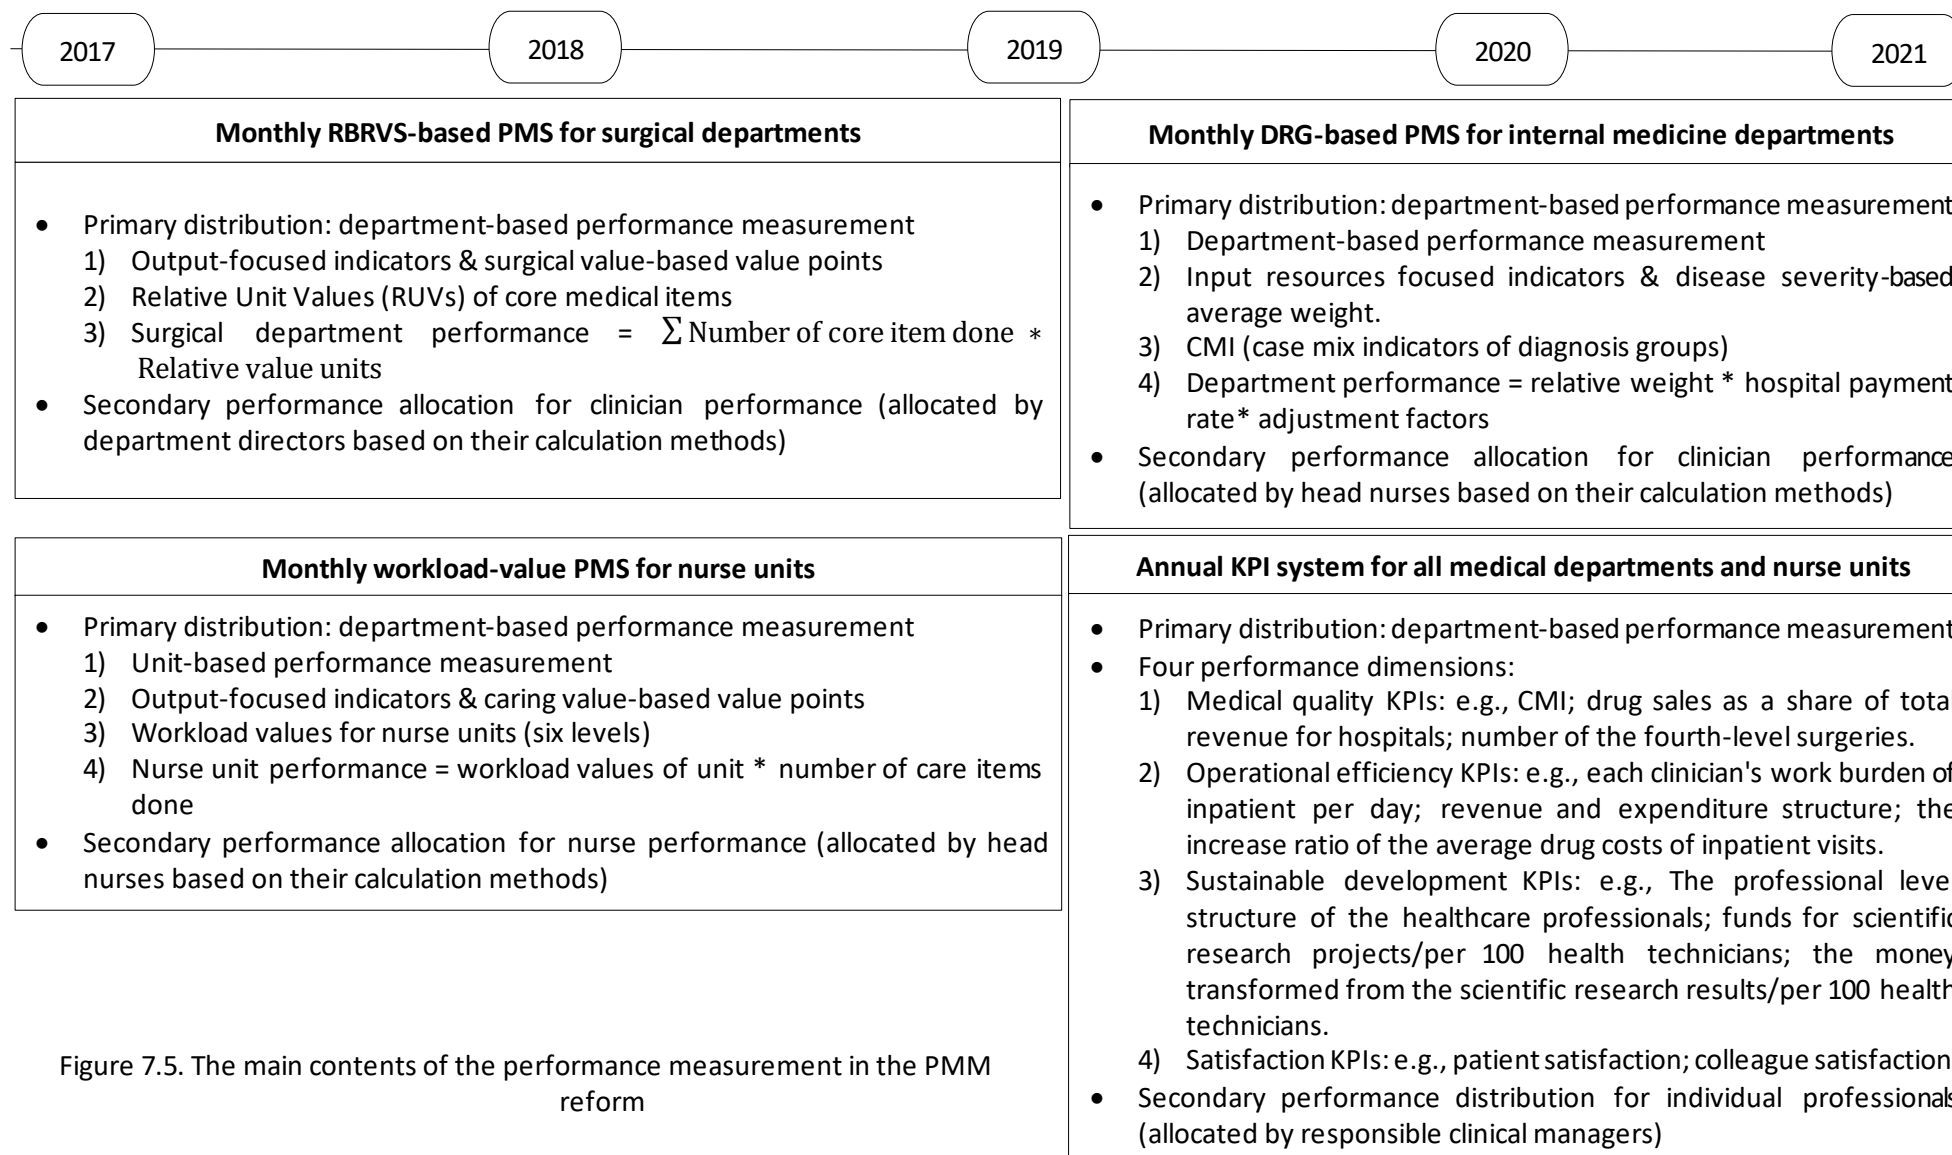 2017
2018
2019
2020
2021
Monthly RBRVS-based PMS for surgical departments
• Primary distribution: department-based performance measurement
1) Output-focused indicators & surgical value-based value points
2) Relative Unit Values (RUVs) of core medical items
3) Surgical department performance = ∑ Number of core item done ∗
Relative value units
• Secondary performance allocation for clinician performance (allocated by
department directors based on their calculation methods)
Monthly DRG-based PMS for internal medicine departments
• Primary distribution: department-based performance measurement
1) Department-based performance measurement
2) Input resources focused indicators & disease severity-based
average weight.
3) CMI (case mix indicators of diagnosis groups)
4) Department performance = relative weight * hospital payment
rate* adjustment factors
• Secondary performance allocation for clinician performance
(allocated by head nurses based on their calculation methods)
Monthly workload-value PMS for nurse units
• Primary distribution: department-based performance measurement
1) Unit-based performance measurement
2) Output-focused indicators & caring value-based value points
3) Workload values for nurse units (six levels)
4) Nurse unit performance = workload values of unit * number of care items
done
• Secondary performance allocation for nurse performance (allocated by head
nurses based on their calculation methods)
Annual KPI system for all medical departments and nurse units
• Primary distribution: department-based performance measurement
• Four performance dimensions:
1) Medical quality KPIs: e.g., CMI; drug sales as a share of total
revenue for hospitals; number of the fourth-level surgeries.
2) Operational efficiency KPIs: e.g., each clinician's work burden of
inpatient per day; revenue and expenditure structure; the
increase ratio of the average drug costs of inpatient visits.
3) Sustainable development KPIs: e.g., The professional level
structure of the healthcare professionals; funds for scientific
research projects/per 100 health technicians; the money
transformed from the scientific research results/per 100 health
technicians.
4) Satisfaction KPIs: e.g., patient satisfaction; colleague satisfaction
• Secondary performance distribution for individual professionals
(allocated by responsible clinical managers)
Figure 7.5. The main contents of the performance measurement in the PMM
reform